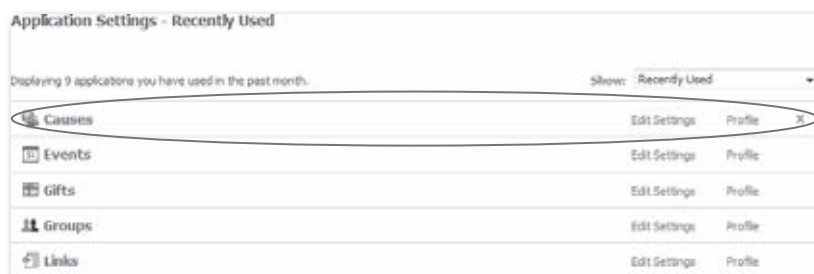 Application Settings - Recently Used
Displaying 9 applications you have used in the past month. Show: Recently Used
Causes Edit Settings Profile X
Events Edit Settings Profile
Gifts Edit Settings Profile
Groups Edit Settings Profile
Links Edit Settings Profile